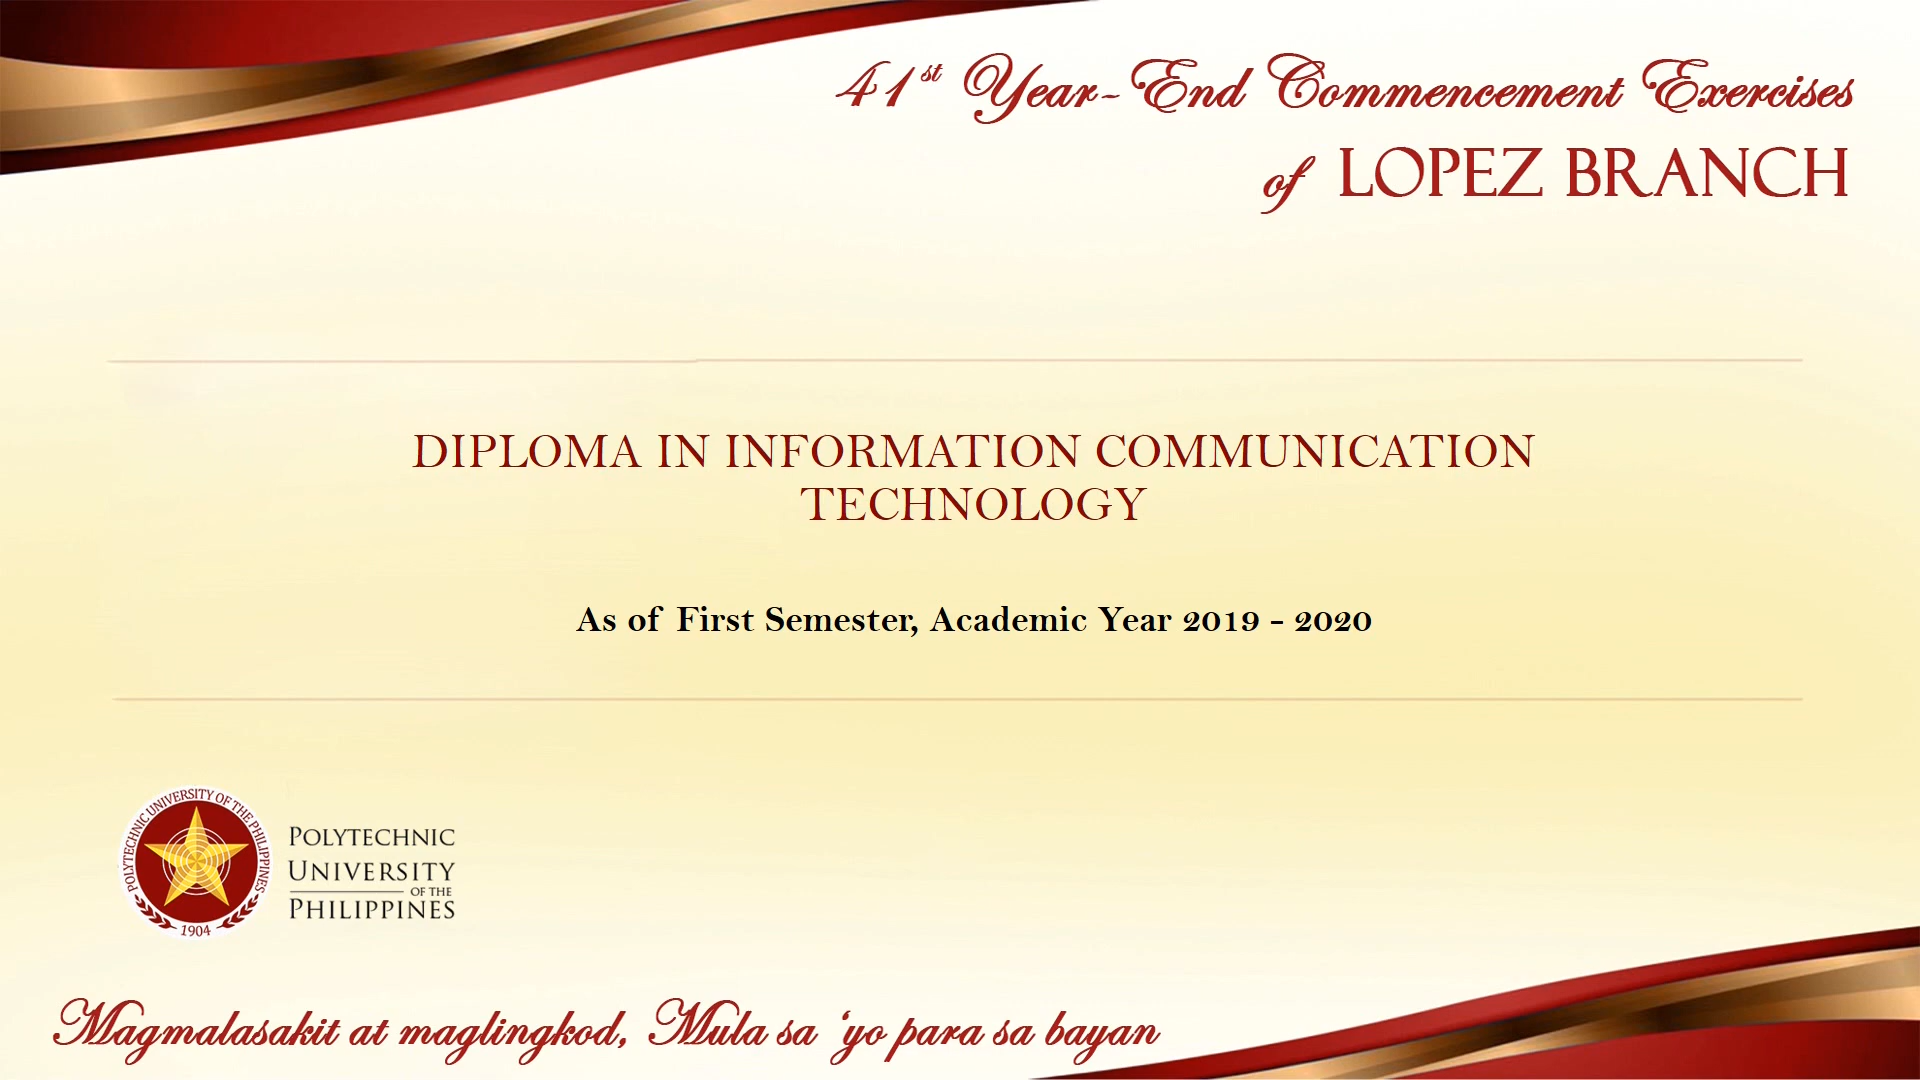 41st Year-End Commencement Exercises
of LOPEZ BRANCH
DIPLOMA IN INFORMATION COMMUNICATION
TECHNOLOGY
As of First Semester, Academic Year 2019 - 2020
POLYTECHNIC UNIVERSITY OF THE PHILIPPINES
1904
POLYTECHNIC
UNIVERSITY
OF THE
PHILIPPINES
Magmalasakit at maglingkod, Mula sa ‘yo para sa bayan